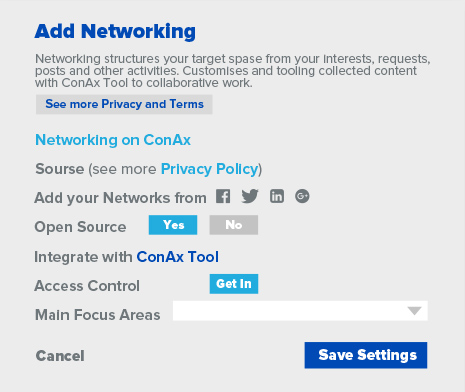 Add Networking
Networking structures your target spase from your interests, requests,
posts and other activities. Customises and tooling collected content
with ConAx Tool to collaborative work.
See more Privacy and Terms
Networking on ConAx
Sourse (see more Privacy Policy)
Add your Networks from
Open Source Yes No
Integrate with ConAx Tool
Access Control Get In
Main Focus Areas
Cancel Save Settings